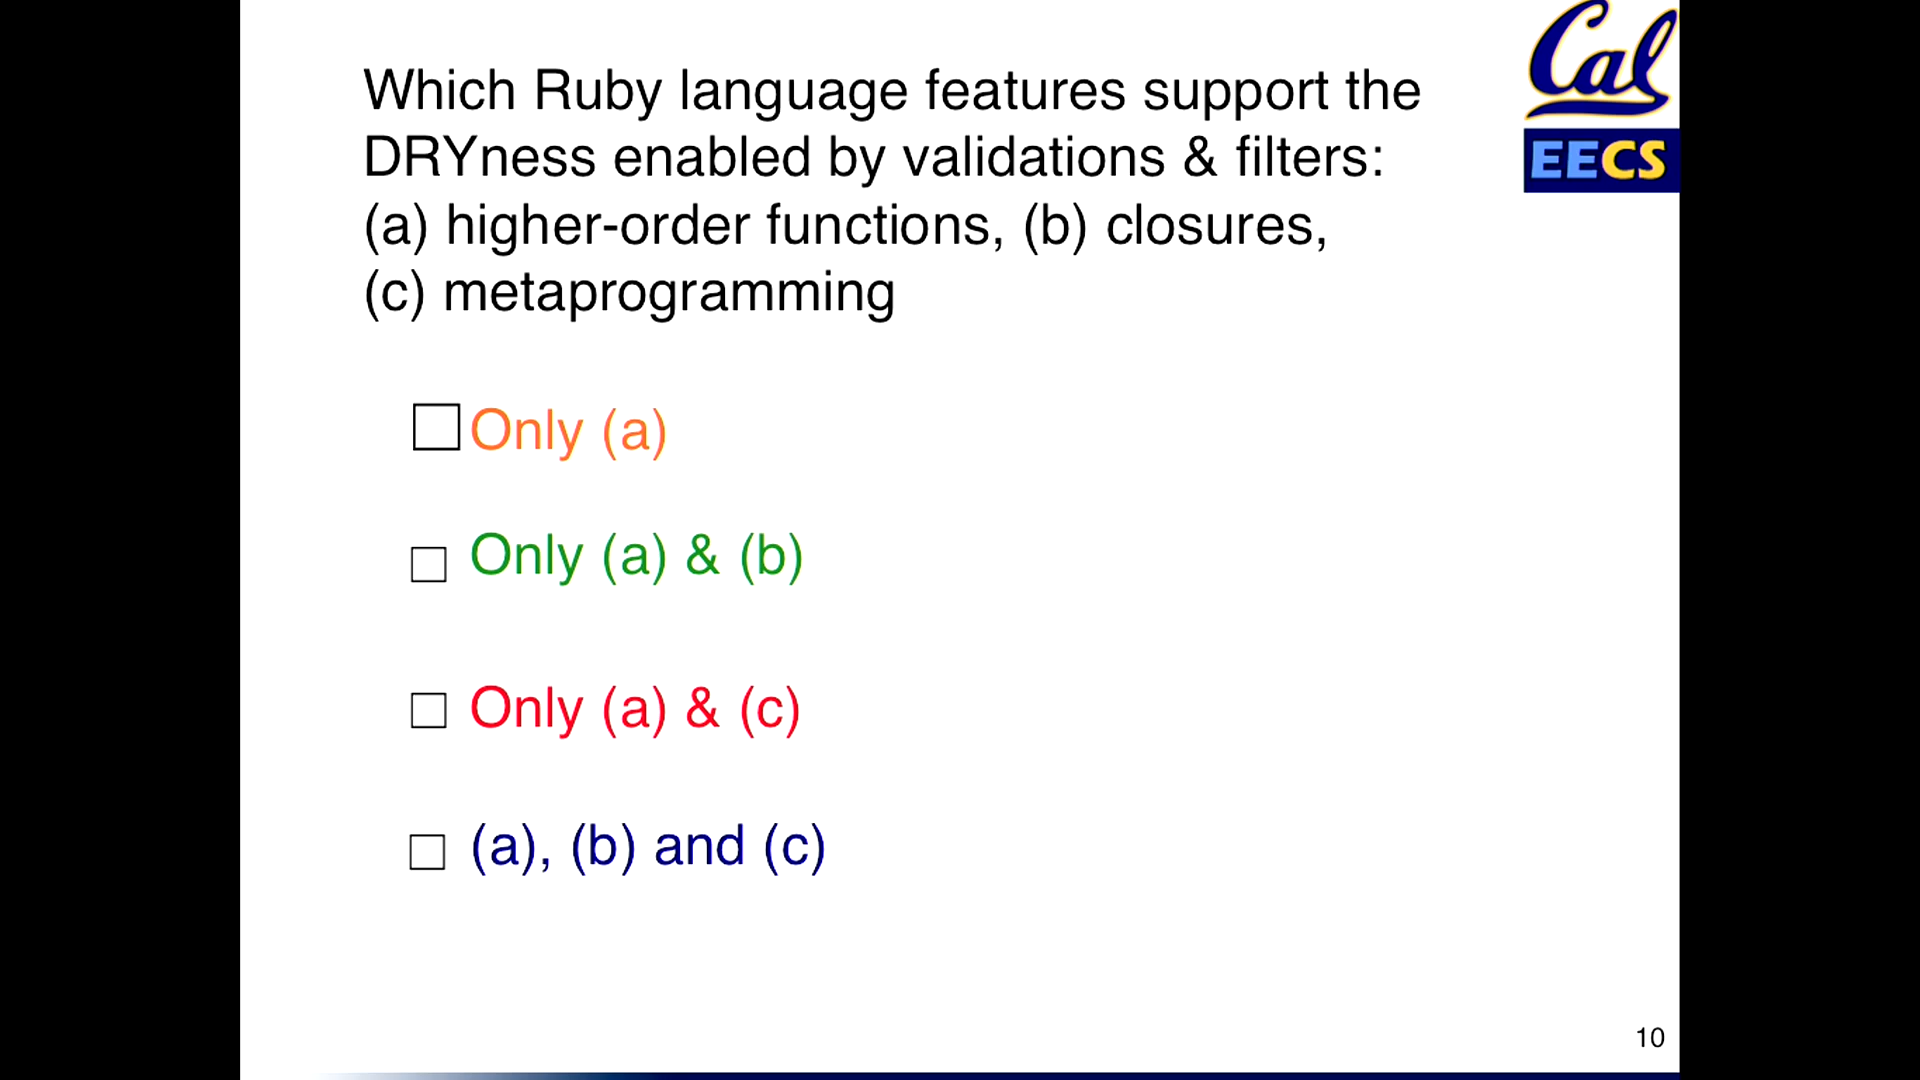 Cal
EECS
Which Ruby language features support the
DRYness enabled by validations & filters:
(a) higher-order functions, (b) closures,
(c) metaprogramming
Only (a)
Only (a) & (b)
Only (a) & (c)
(a), (b) and (c)
10